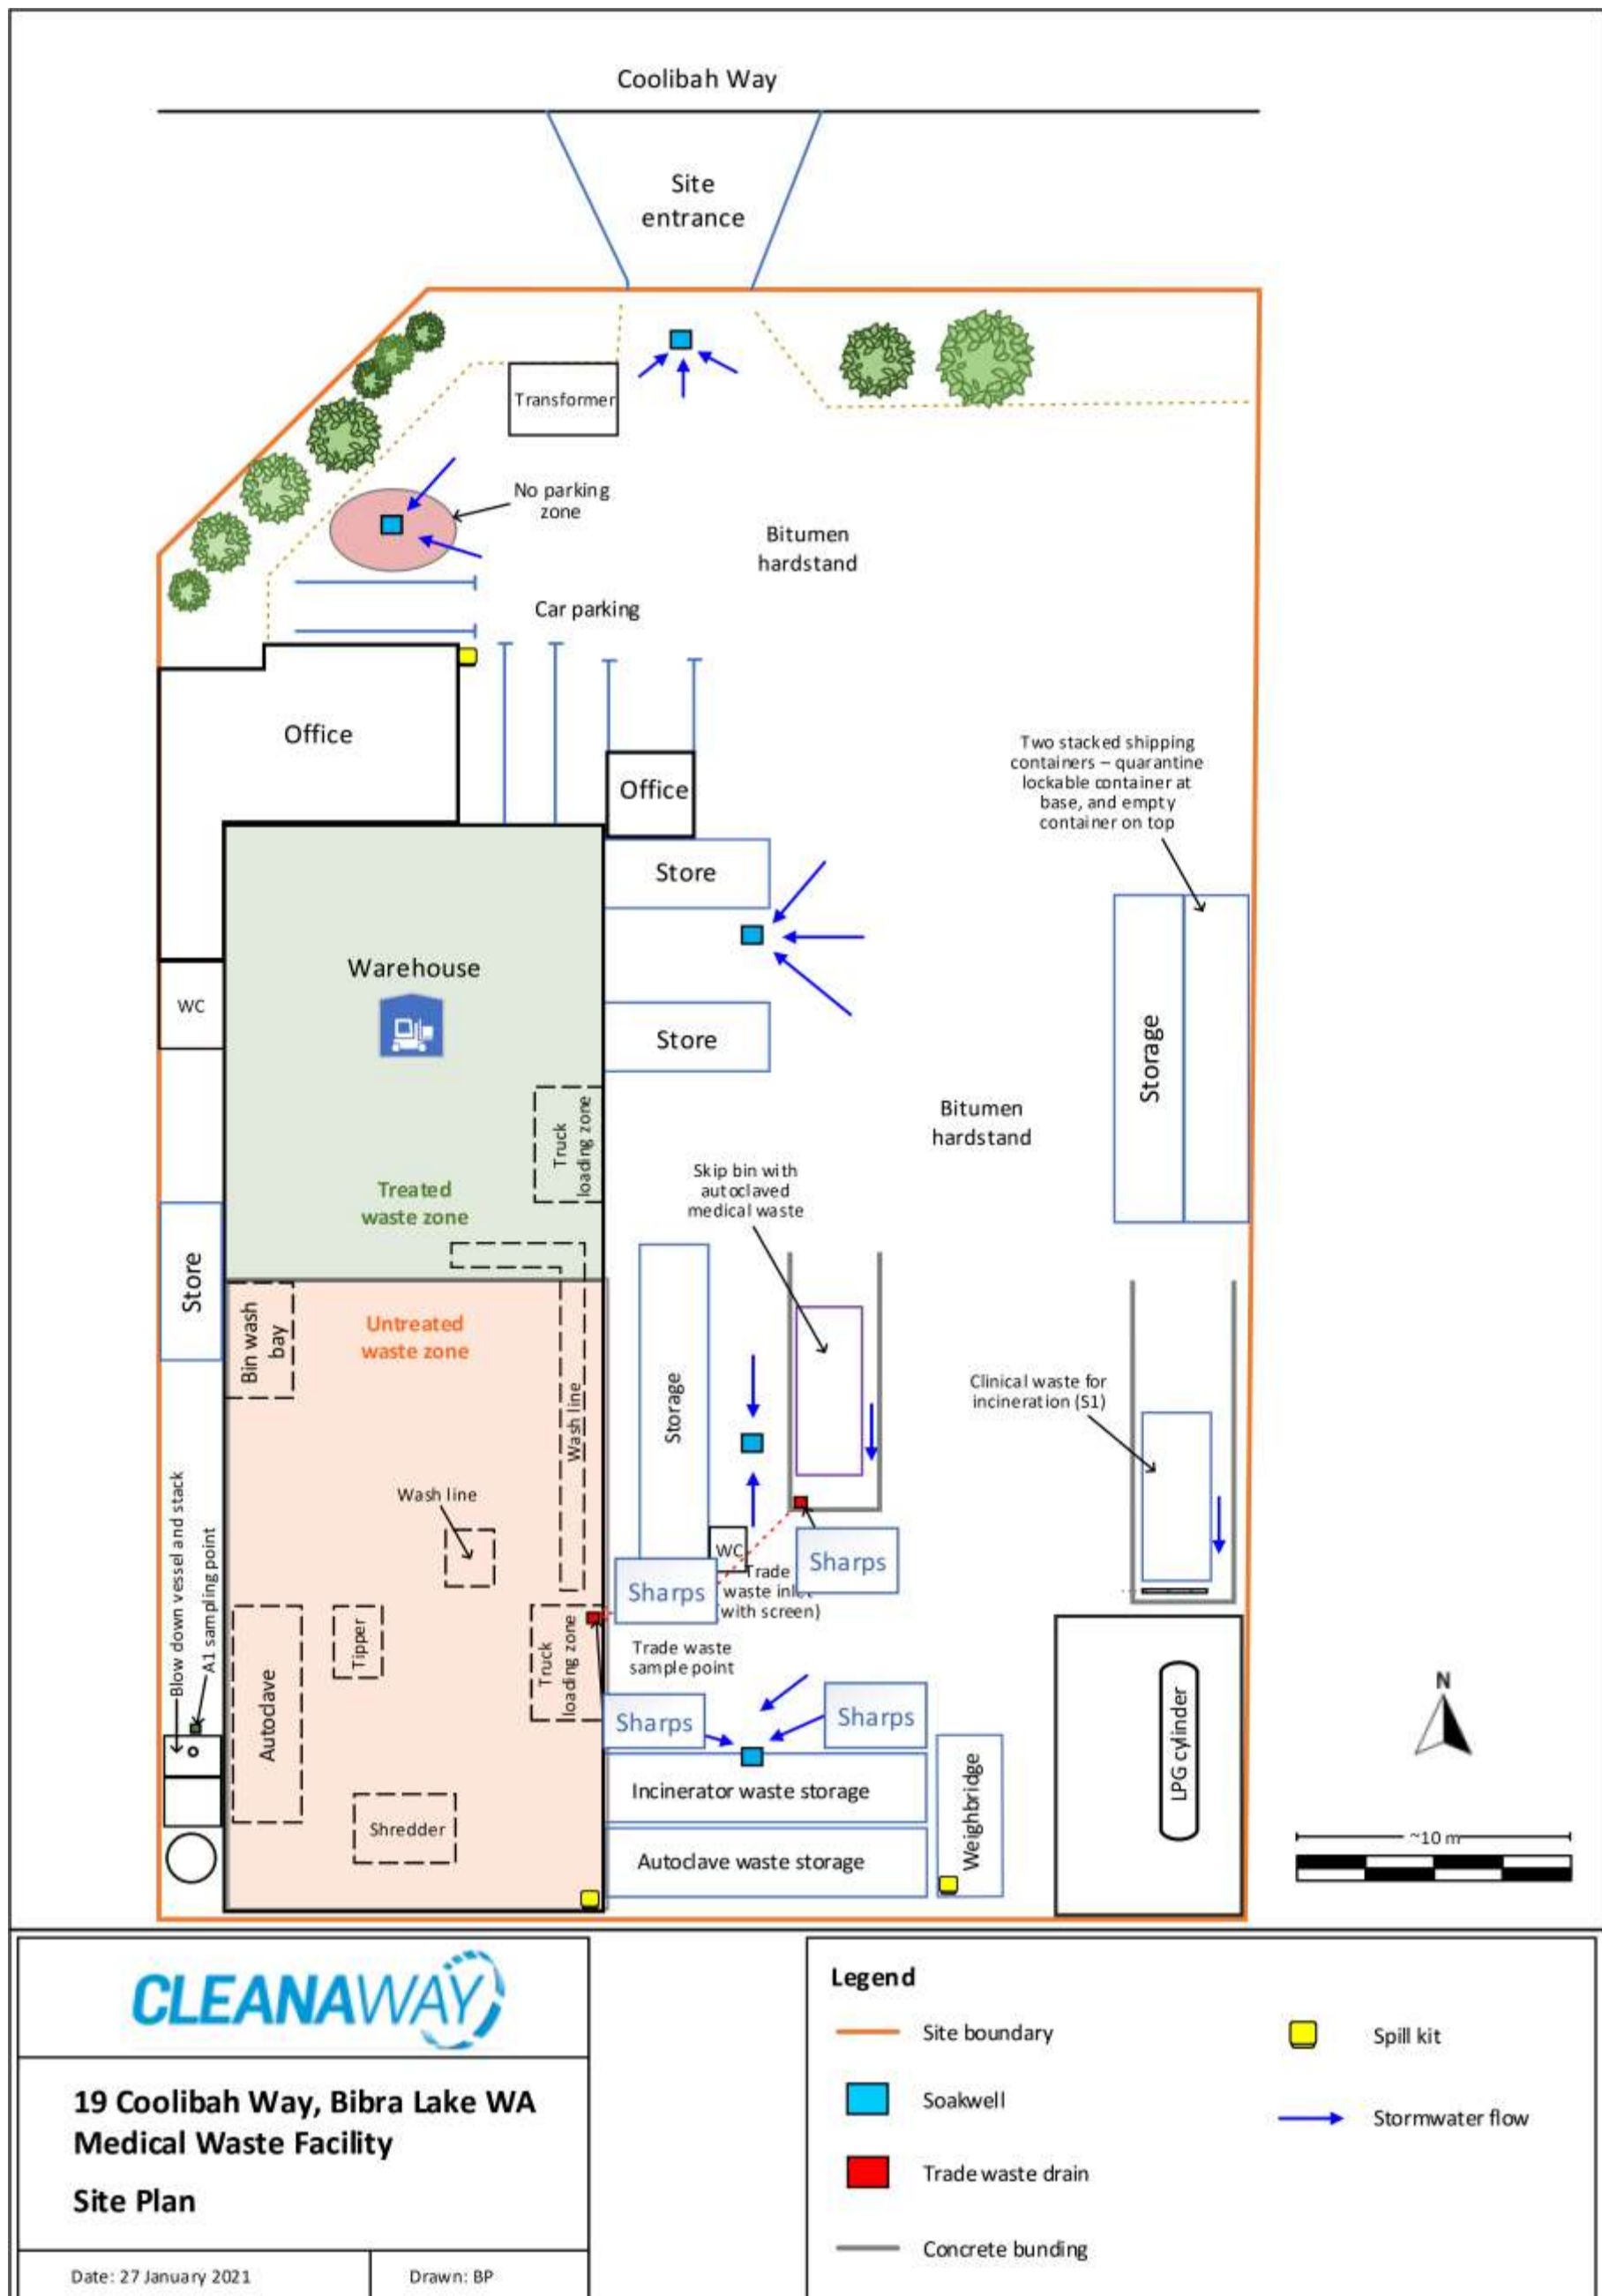 Coolibah Way
Site
entrance
Transformer
No parking
zone
Bitumen
hardstand
Car parking
Office
Office
Two stacked shipping
containers – quarantine
lockable container at
base, and empty
container on top
Store
Warehouse
WC
Store
Storage
Bitumen
hardstand
Truck
loading zone
Skip bin with
autoclaved
medical waste
Treated
waste zone
Store
Bin wash
bay
Untreated
waste zone
Wash line
Storage
Clinical waste for
incineration (S1)
Wash line
Blow down vessel and stack
A1 sampling point
WC
Sharps
Sharps
Trade
waste
(with screen)
Tipper
Truck
loading zone
Trade waste
sample point
Autoclave
Sharps
Sharps
LPG cylinder
N
Incinerator waste storage
Weighbridge
Shredder
Autoclave waste storage
~10 m
CLEANAWAY
19 Coolibah Way, Bibra Lake WA
Medical Waste Facility
Site Plan
Date: 27 January 2021
Drawn: BP
Legend
Site boundary
Spill kit
Soakwell
Stormwater flow
Trade waste drain
Concrete bunding